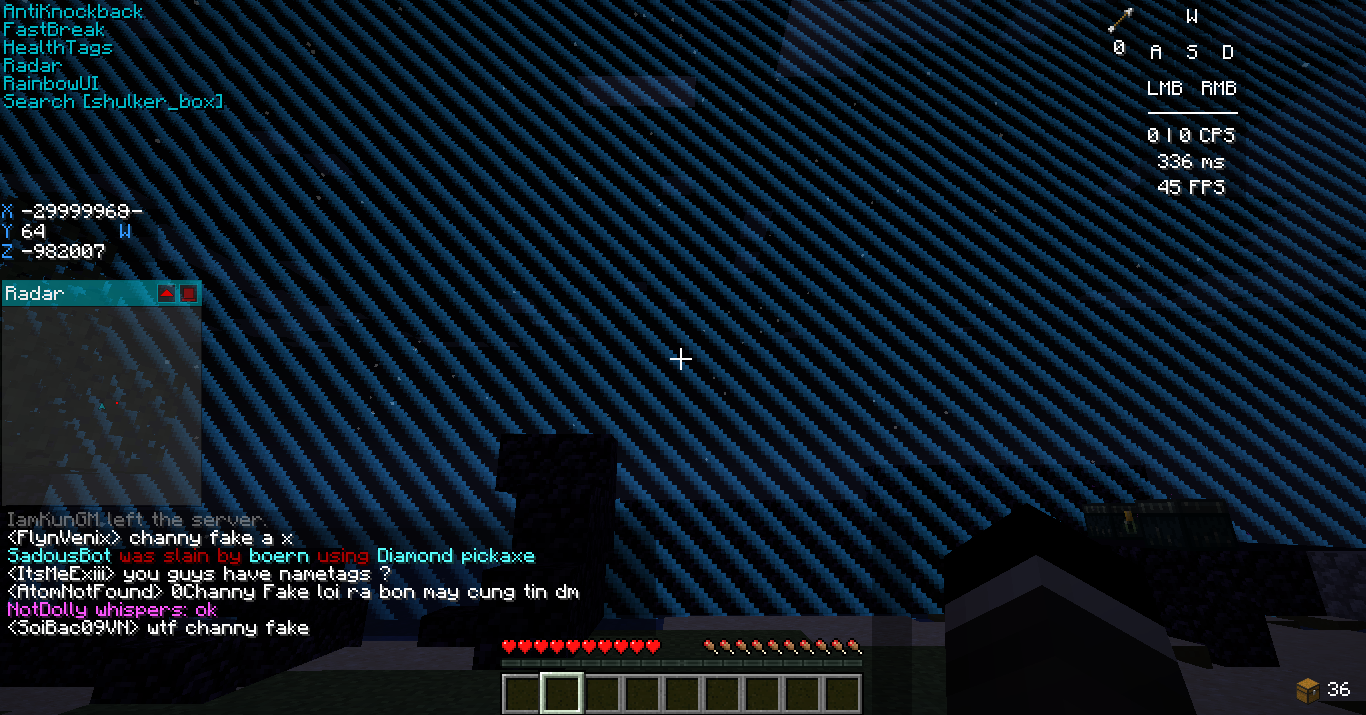 AntiKnockback
FastBreak
HealthTags
Radar
RainbowUI
Search [shulker_box]
W
0
A S D
LMB RMB
0 | 0 CPS
336 ms
45 FPS
X -29999968-
Y 64 W
Z -982007
Radar
IamKunGM left the server.
<FlynVenix> channy fake a x
SadousBot was slain by boern using Diamond pickaxe
<ItsMeExiii> you guys have nametags ?
<AtomNotFound> 0Channy Fake loi ra bon may cung tin dm
NotDolly whispers: ok
<SoiBac09VN> wtf channy fake
36